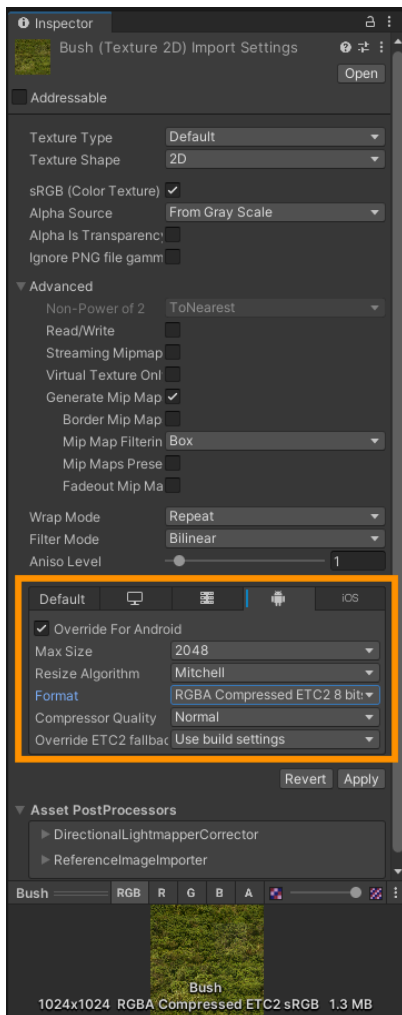 Inspector
Bush (Texture 2D) Import Settings
Open
Addressable
Texture Type Default
Texture Shape 2D
sRGB (Color Texture)
Alpha Source From Gray Scale
Alpha Is Transparency
Ignore PNG file gamm
Advanced
Non-Power of 2 ToNearest
Read/Write
Streaming Mipmap
Virtual Texture Onl
Generate Mip Map
Border Mip Map
Mip Map Filterin Box
Mip Maps Prese
Fadeout Mip Ma
Wrap Mode Repeat
Filter Mode Bilinear
Aniso Level 1
Default iOS
Override For Android
Max Size 2048
Resize Algorithm Mitchell
Format RGBA Compressed ETC2 8 bits
Compressor Quality Normal
Override ETC2 fallbac Use build settings
Revert Apply
Asset PostProcessors
DirectionalLightmapperCorrector
ReferenceImageImporter
Bush RGB R G B A
Bush
1024x1024 RGBA Compressed ETC2 sRGB 1.3 MB